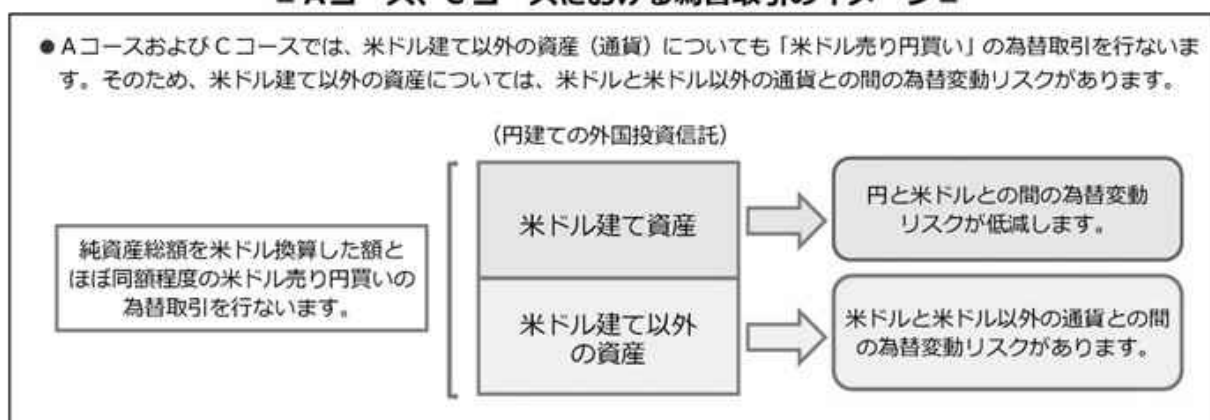 ● AコースおよびCコースでは、米ドル建て以外の資産（通貨）についても「米ドル売り円買い」の為替取引を行ないま
す。そのため、米ドル建て以外の資産については、米ドルと米ドル以外の通貨との間の為替変動リスクがあります。
（円建ての外国投資信託）
純資産総額を米ドル換算した額と
ほぼ同額程度の米ドル売り円買いの
為替取引を行ないます。
米ドル建て資産
円と米ドルとの間の為替変動
リスクが低減します。
米ドル建て以外
の資産
米ドルと米ドル以外の通貨との間
の為替変動リスクがあります。